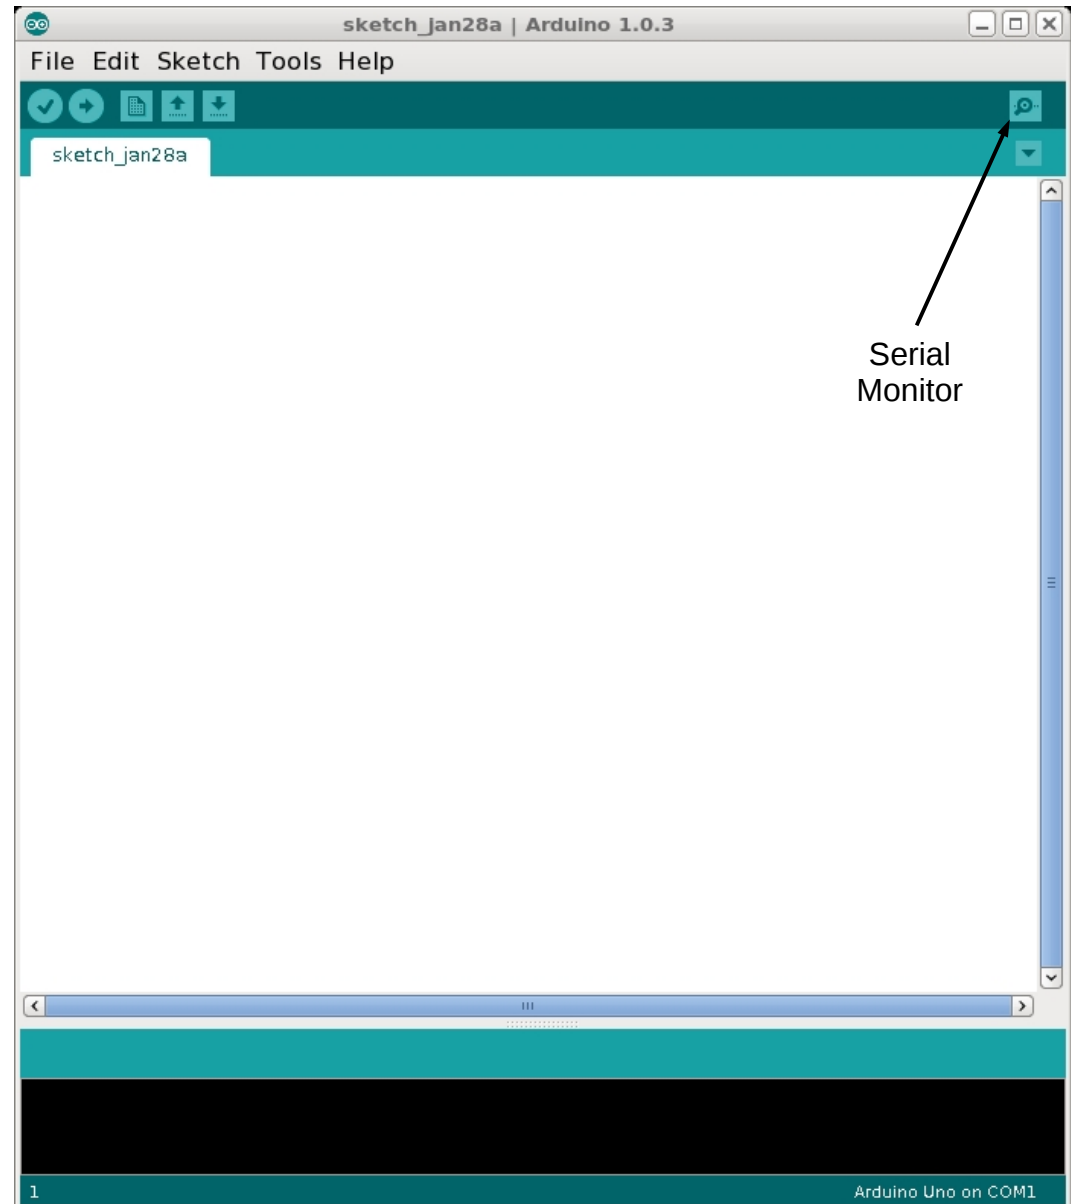 sketch_jan28a | Arduino 1.0.3
File Edit Sketch Tools Help
sketch_jan28a
Serial
Monitor
1 Arduino Uno on COM1